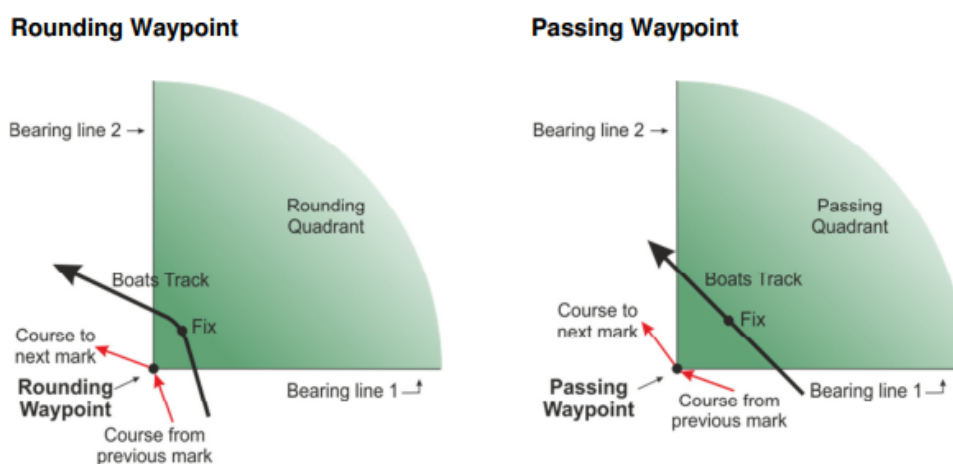 Rounding Waypoint
Bearing line 2
Rounding
Quadrant
Boats Track
Fix
Course to
next mark
Rounding
Waypoint
Bearing line 1
Course from
previous mark
Passing Waypoint
Bearing line 2
Passing
Quadrant
Boats Track
Fix
Course to
next mark
Passing
Waypoint
Bearing line 1
Course from
previous mark